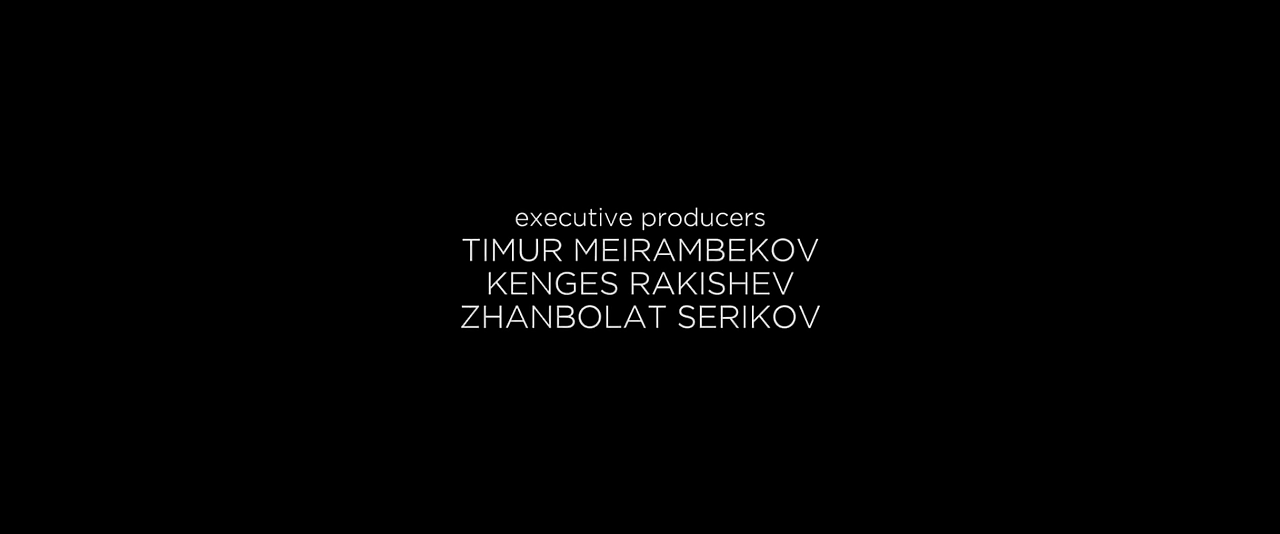 executive producers
TIMUR MEIRAMBEKOV
KENGES RAKISHEV
ZHANBOLAT SERIKOV